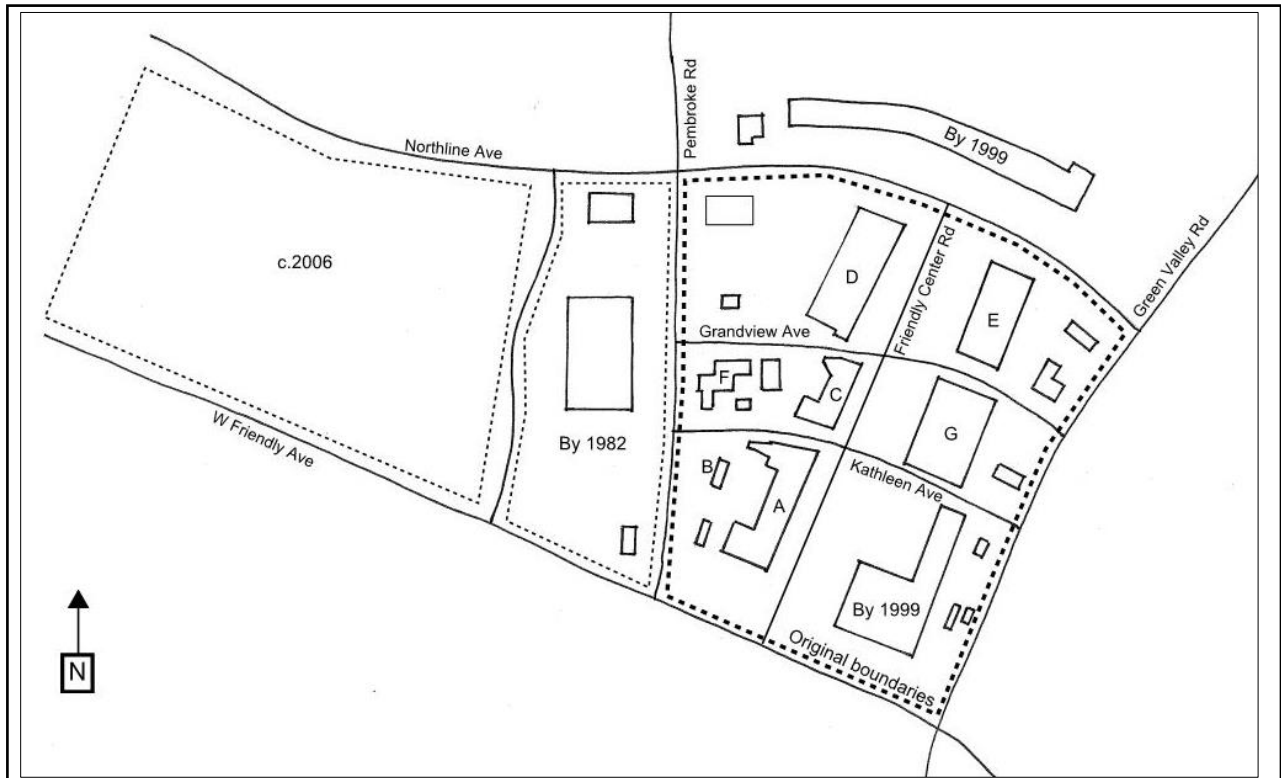 Pembroke Rd
By 1999
Northline Ave
Green Valley Rd
c.2006
Friendly Center Rd
D
E
Grandview Ave
F
C
G
W Friendly Ave
By 1982
B
Kathleen Ave
A
By 1999
Original boundaries
N